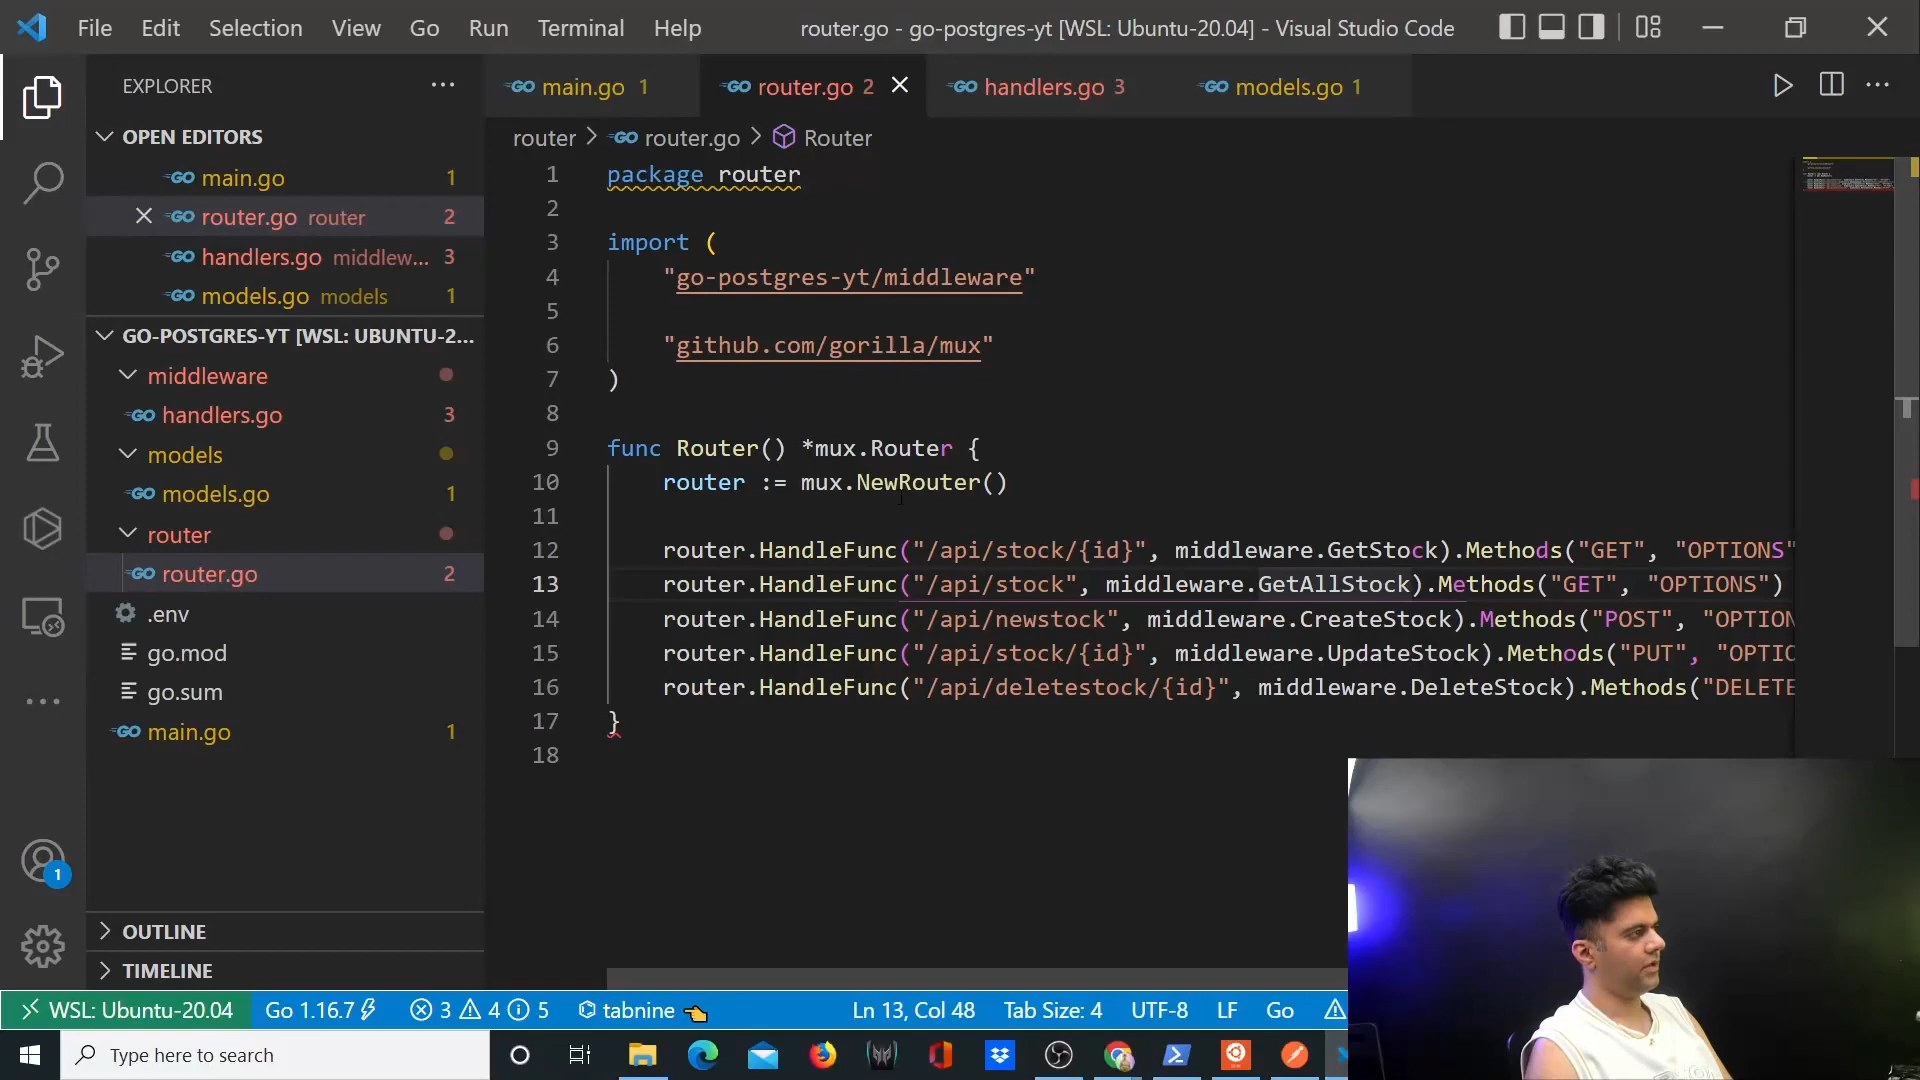 File Edit Selection View Go Run Terminal Help router.go - go-postgres-yt [WSL: Ubuntu-20.04] - Visual Studio Code
EXPLORER
OPEN EDITORS
main.go 1
router.go router 2
handlers.go middlew... 3
models.go models 1
GO-POSTGRES-YT [WSL: UBUNTU-2...
middleware
handlers.go 3
models
models.go 1
router
router.go 2
.env
go.mod
go.sum
main.go 1
OUTLINE
TIMELINE
main.go 1 router.go 2 handlers.go 3 models.go 1
router > router.go > Router
1 package router
2
3 import (
4 "go-postgres-yt/middleware"
5
6 "github.com/gorilla/mux"
7 )
8
9 func Router() *mux.Router {
10 router := mux.NewRouter()
11
12 router.HandleFunc("/api/stock/{id}", middleware.GetStock).Methods("GET", "OPTIONS"
13 router.HandleFunc("/api/stock", middleware.GetAllStock).Methods("GET", "OPTIONS")
14 router.HandleFunc("/api/newstock", middleware.CreateStock).Methods("POST", "OPTION
15 router.HandleFunc("/api/stock/{id}", middleware.UpdateStock).Methods("PUT", "OPTIO
16 router.HandleFunc("/api/deletestock/{id}", middleware.DeleteStock).Methods("DELETE
17 }
18
1
WSL: Ubuntu-20.04 Go 1.16.7 3 4 5 tabnine Ln 13, Col 48 Tab Size: 4 UTF-8 LF Go
Type here to search